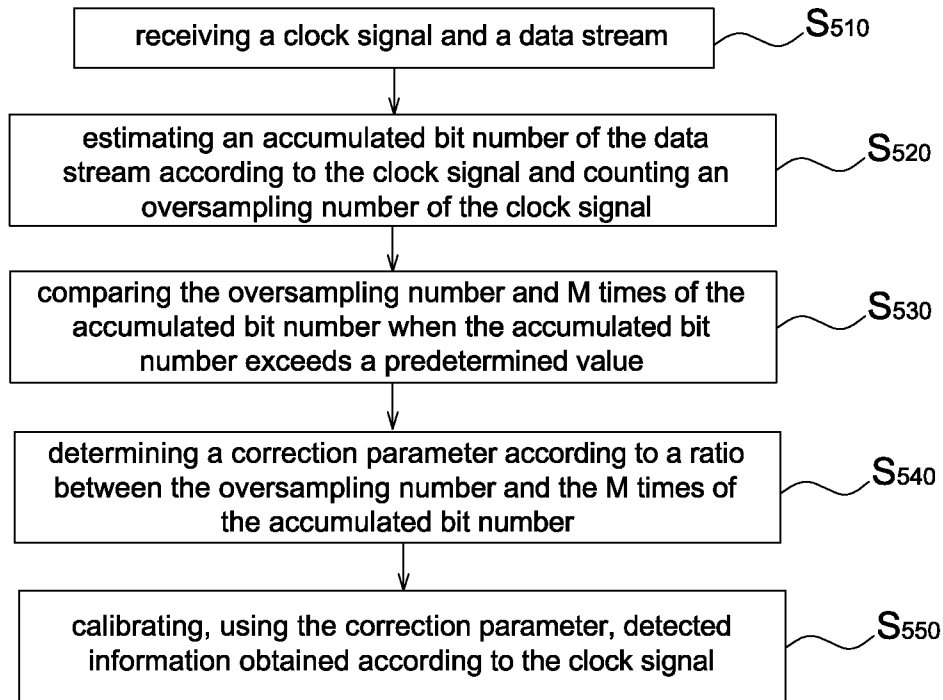 receiving a clock signal and a data stream
S510
estimating an accumulated bit number of the data
stream according to the clock signal and counting an
oversampling number of the clock signal
S520
comparing the oversampling number and M times of the
accumulated bit number when the accumulated bit
number exceeds a predetermined value
S530
determining a correction parameter according to a ratio
between the oversampling number and the M times of
the accumulated bit number
S540
calibrating, using the correction parameter, detected
information obtained according to the clock signal
S550